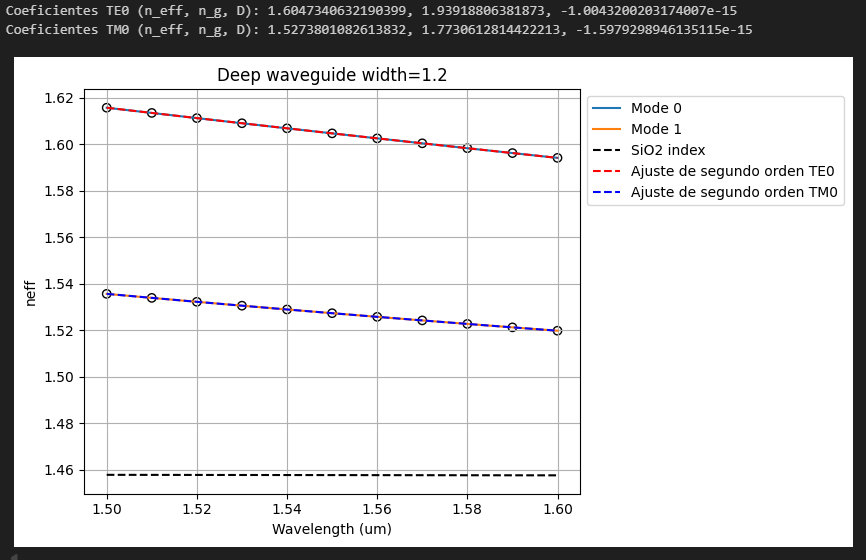 Coeficientes TE0 (n_eff, n_g, D): 1.6047340632190399, 1.93918806381873, -1.0043200203174007e-15
Coeficientes TM0 (n_eff, n_g, D): 1.5273801082613832, 1.7730612814422213, -1.5979298946135115e-15
Deep waveguide width=1.2
1.62
1.60
1.58
1.56
1.54
1.52
1.50
1.48
1.46
neff
1.50
1.52
1.54
1.56
1.58
1.60
Wavelength (um)
Mode 0
Mode 1
SiO2 index
Ajuste de segundo orden TE0
Ajuste de segundo orden TM0